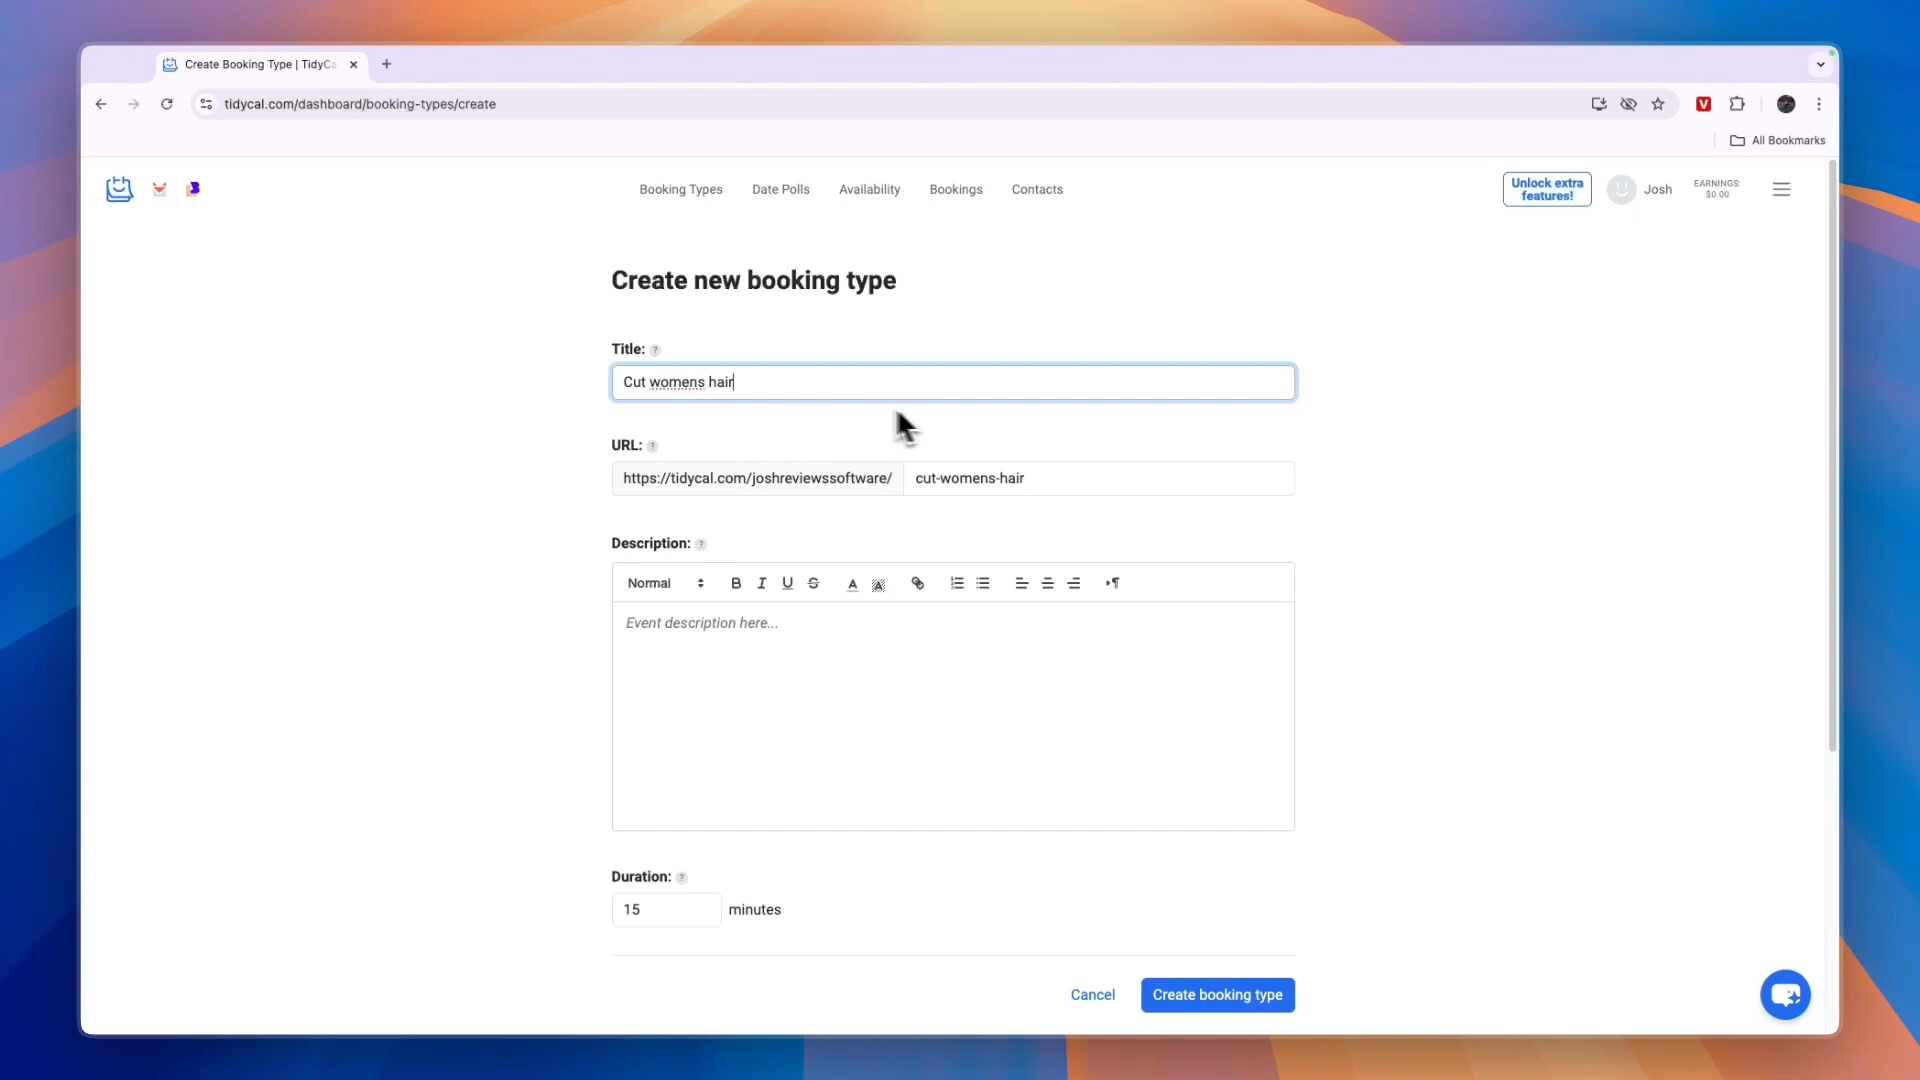 Create Booking Type | TidyCa
tidycal.com/dashboard/booking-types/create
V
All Bookmarks
Booking Types Date Polls Availability Bookings Contacts
Unlock extra
features!
Josh
EARNINGS:
$0.00
Create new booking type
Title: ?
Cut womens hair
URL: ?
https://tidycal.com/joshreviewssoftware/ cut-womens-hair
Description: ?
Normal B I U S A A
Event description here...
Duration: ?
15 minutes
Cancel Create booking type